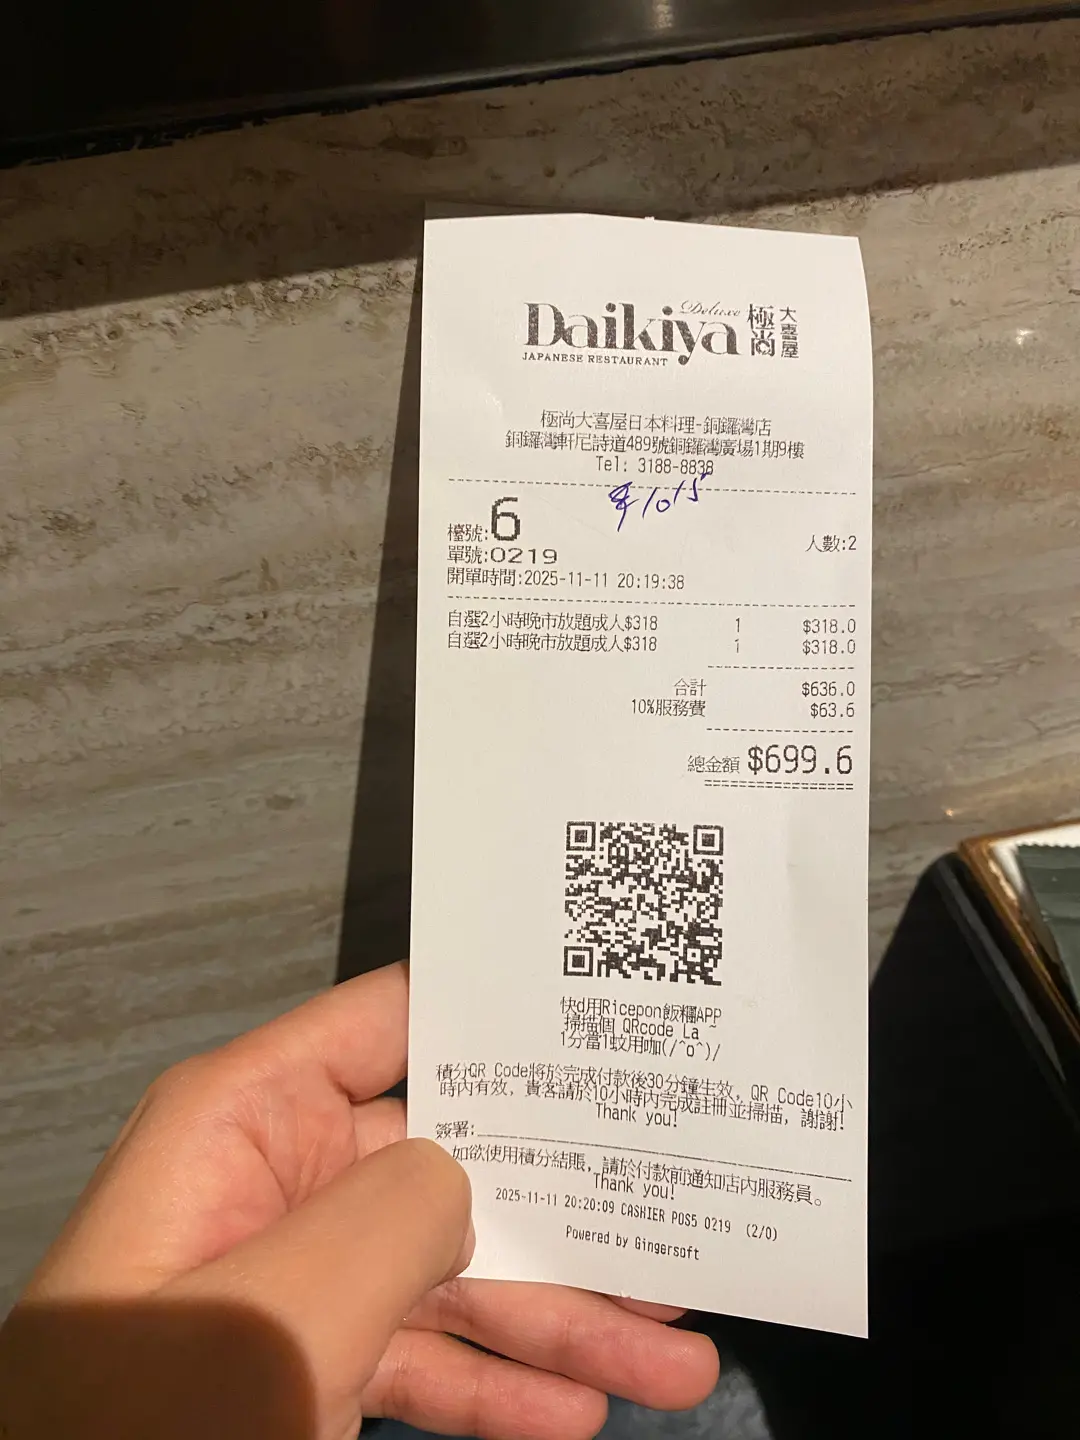 Daikiya Deluxe 極尚 大喜屋
JAPANESE RESTAURANT
極尚大喜屋日本料理-銅鑼灣店
銅鑼灣軒尼詩道489號銅鑼灣廣場1期9樓
Tel: 3188-8838
1015
檯號:6 人數:2
單號:0219
開單時間:2025-11-11 20:19:38
自選2小時晚市放題成人$318 1 $318.0
自選2小時晚市放題成人$318 1 $318.0
合計 $636.0
10%服務費 $63.6
總金額 $699.6
快d用Ricepon飯糰APP
掃描個 QRcode La ~
1分當1蚊用咖(/^o^)/
積分QR Code將於完成付款後30分鐘生效, QR Code10小
時內有效, 貴客請於10小時內完成註冊並掃描, 謝謝!
Thank you!
簽署:
如欲使用積分結賬, 請於付款前通知店內服務員。
Thank you!
2025-11-11 20:20:09 CASHIER POS5 0219 (2/0)
Powered by Gingersoft